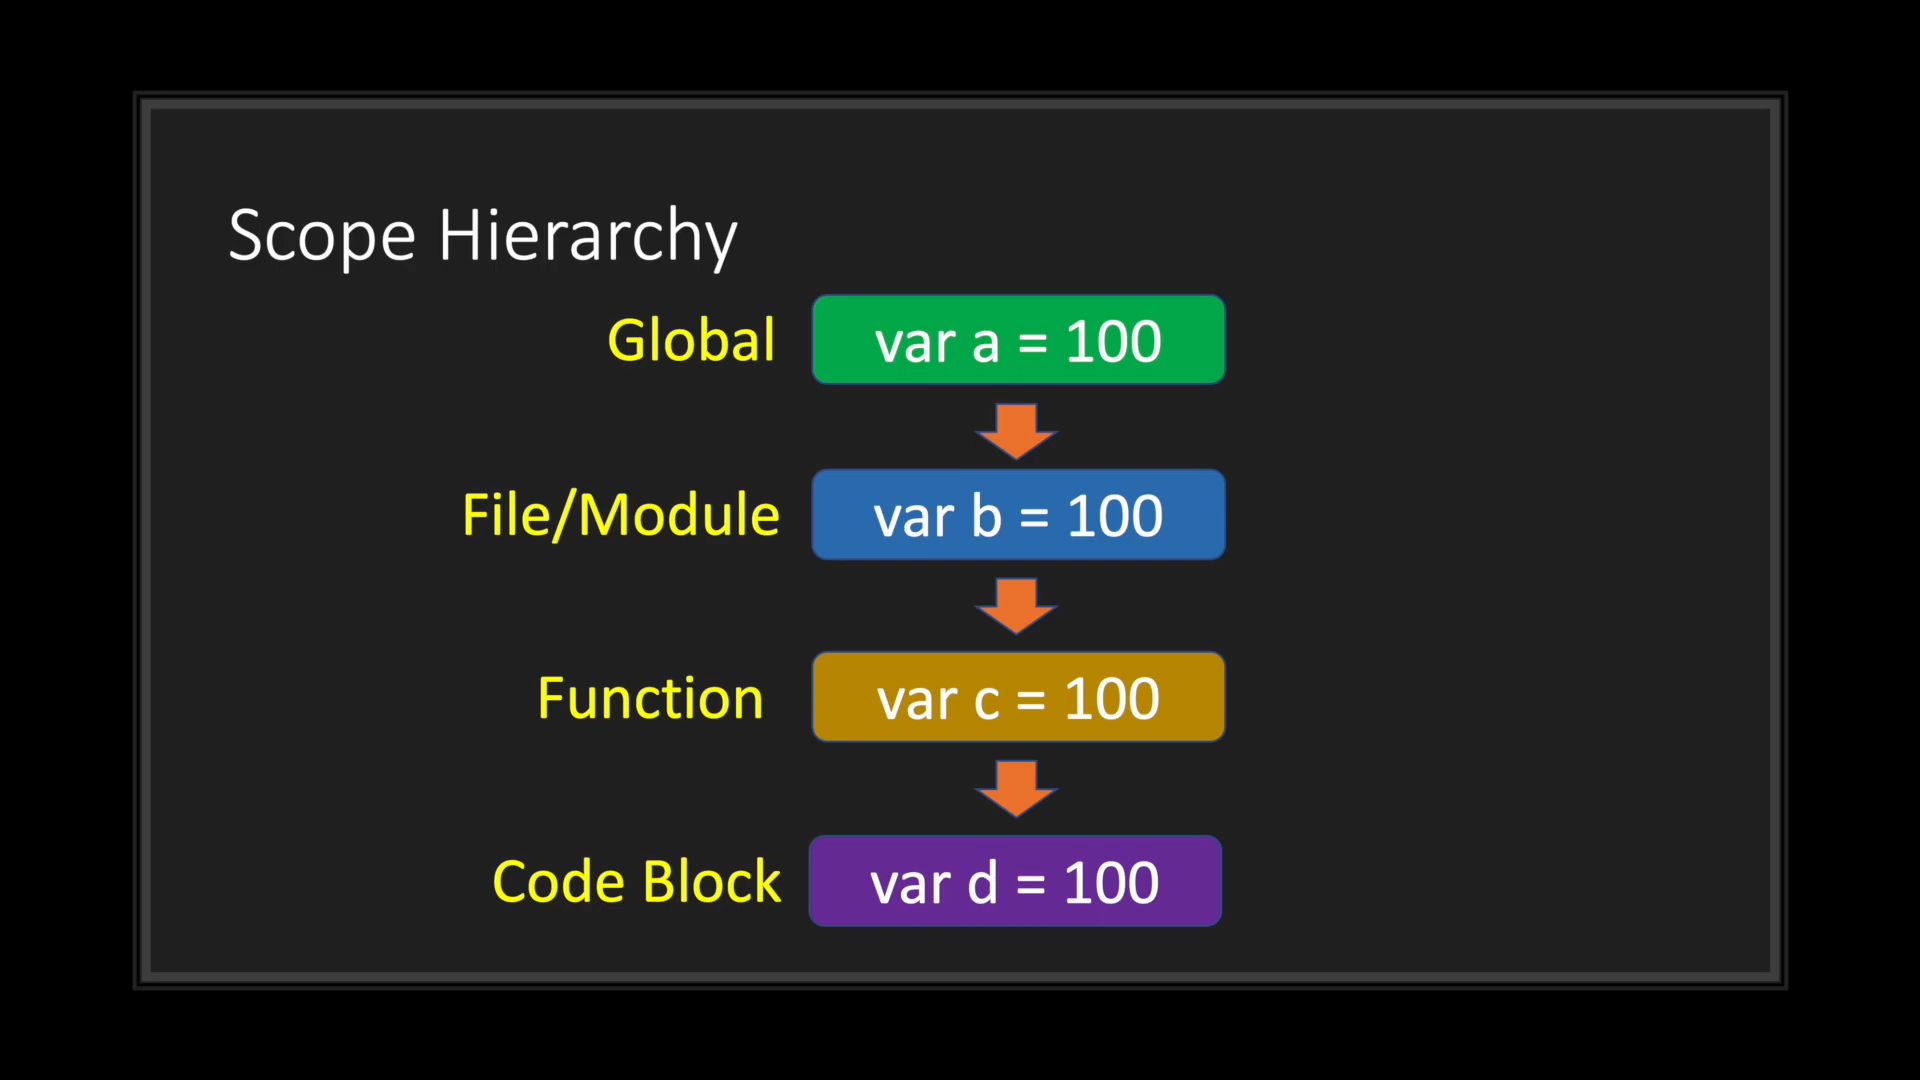 Scope Hierarchy
Global
var a = 100
File/Module
var b = 100
Function
var c = 100
Code Block
var d = 100